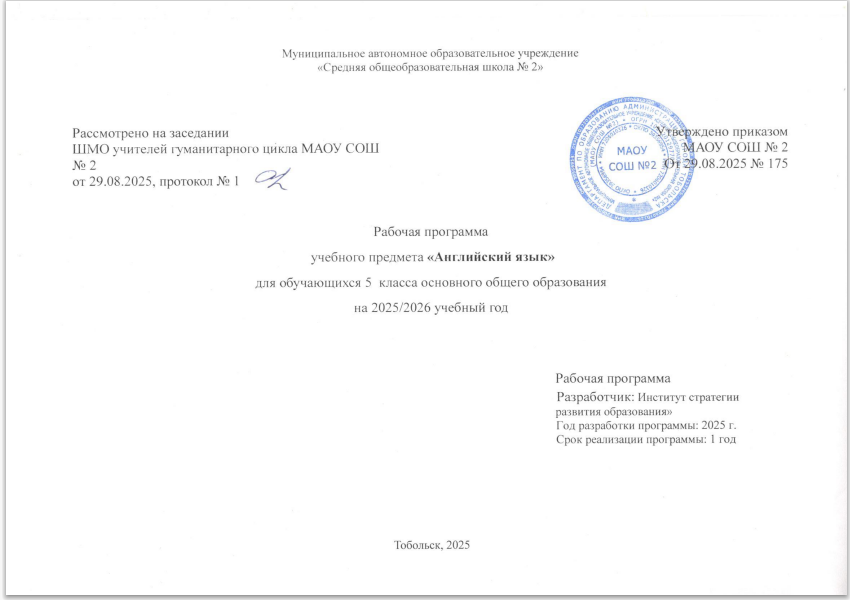 Муниципальное автономное образовательное учреждение
«Средняя общеобразовательная школа № 2»
Рассмотрено на заседании
ШМО учителей гуманитарного цикла МАОУ СОШ
№ 2
от 29.08.2025, протокол № 1
Утверждено приказом
МАОУ СОШ № 2
От 29.08.2025 № 175
МАОУ
СОШ №2
Рабочая программа
учебного предмета «Английский язык»
для обучающихся 5 класса основного общего образования
на 2025/2026 учебный год
Рабочая программа
Разработчик: Институт стратегии
развития образования»
Год разработки программы: 2025 г.
Срок реализации программы: 1 год
Тобольск, 2025